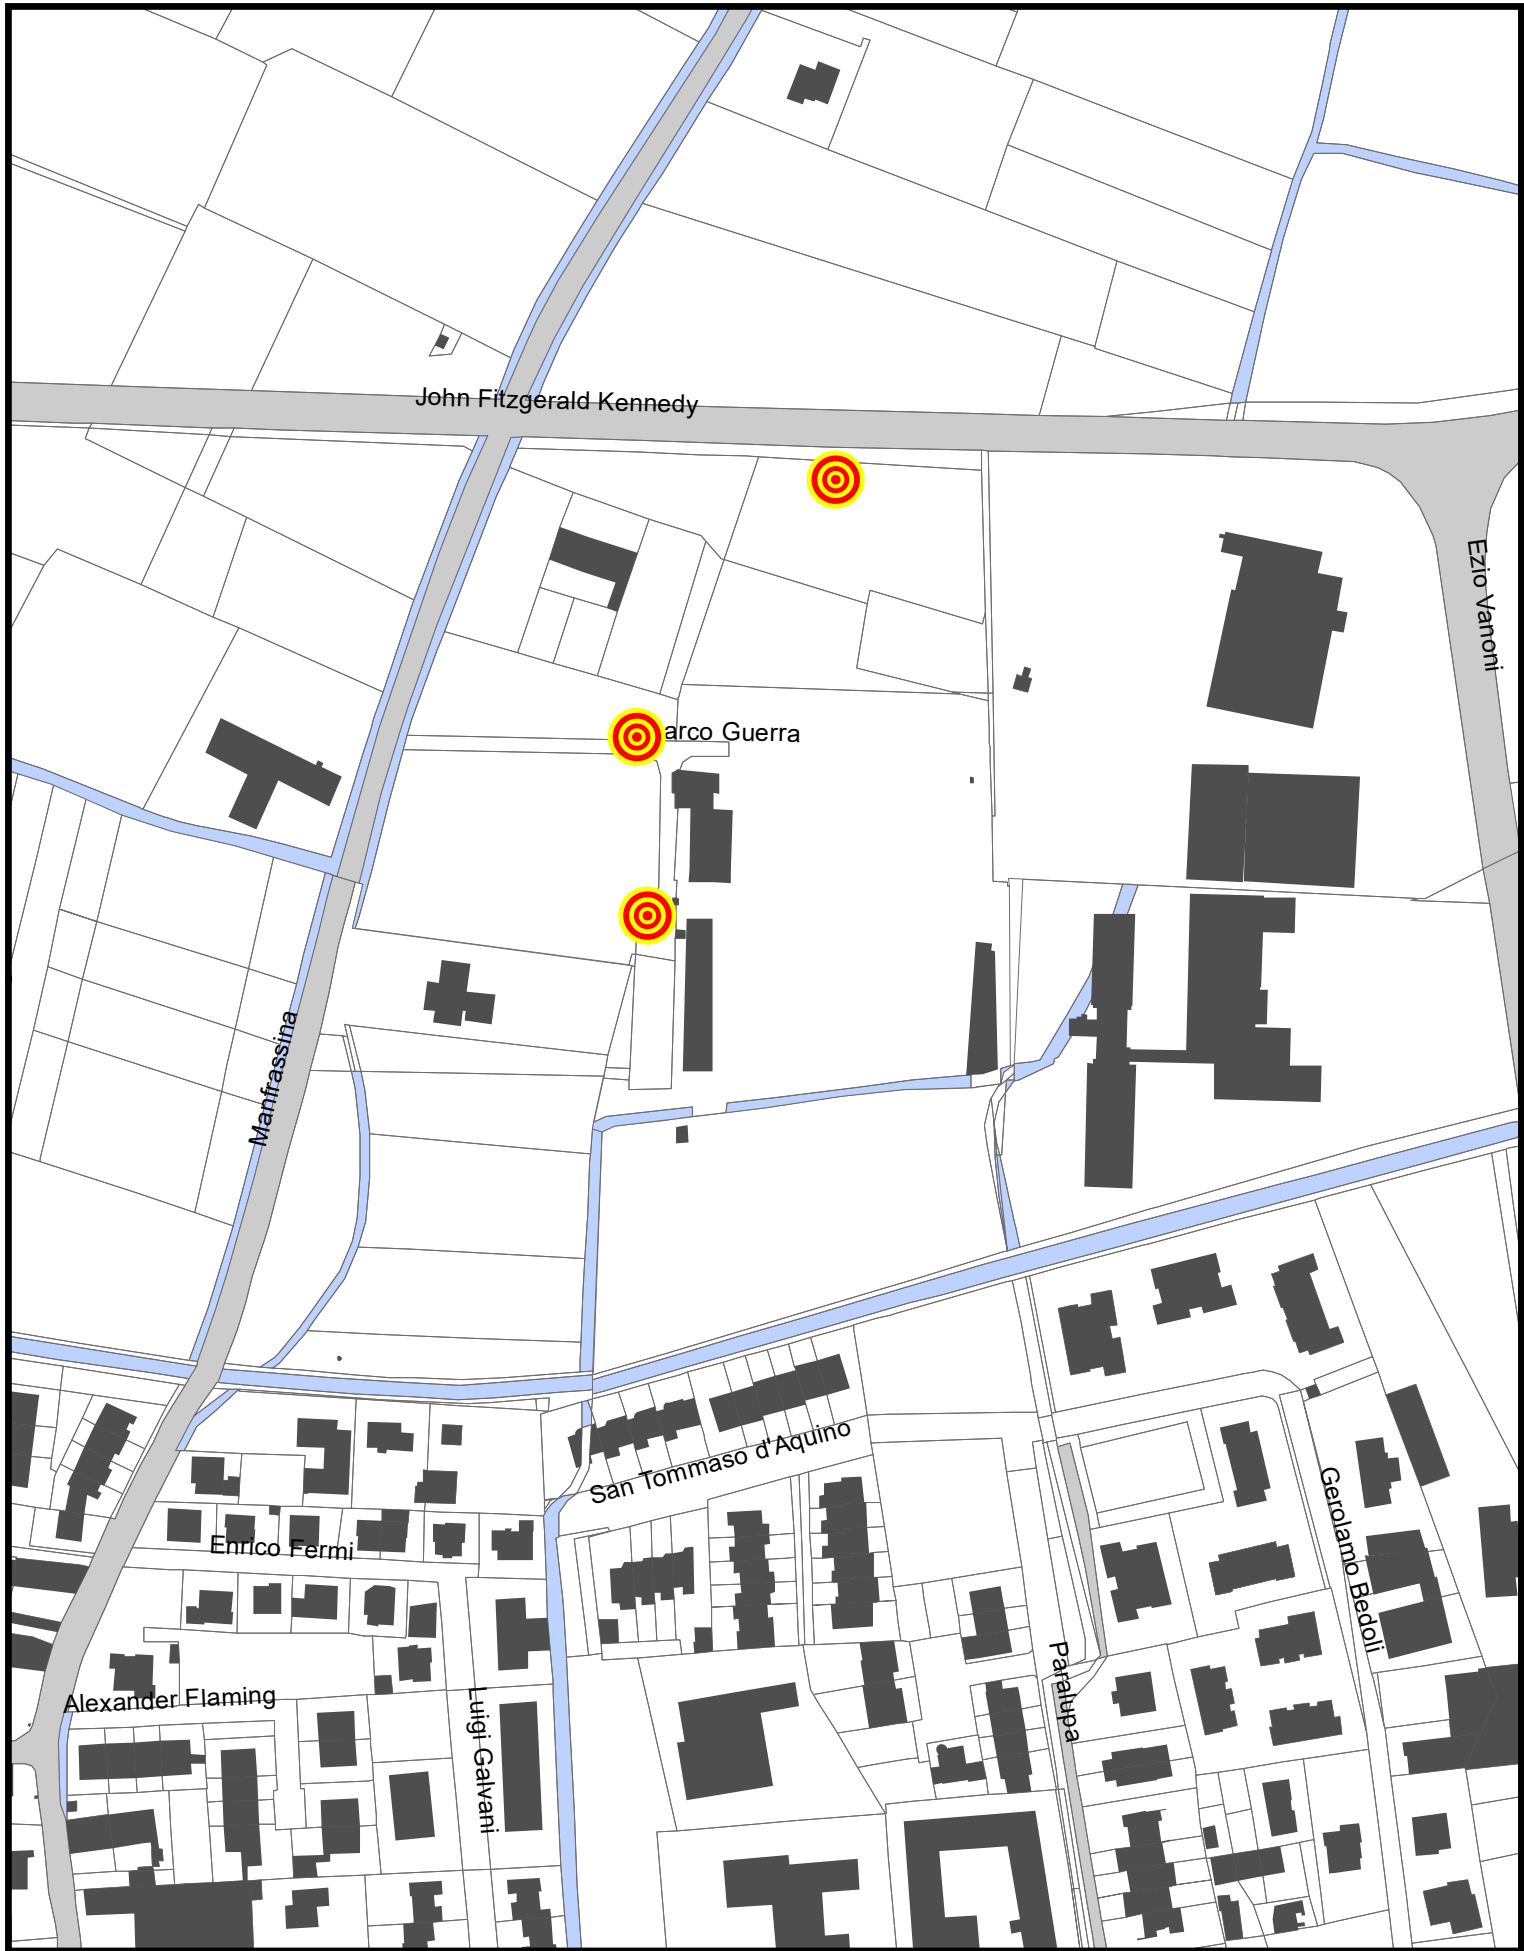 John Fitzgerald Kennedy
Ezio Vanoni
arco Guerra
Manfrassina
San Tommaso d'Aquino
Gerolamo Bedoli
Enrico Fermi
Paralupa
Alexander Flaming
Luigi Galvani